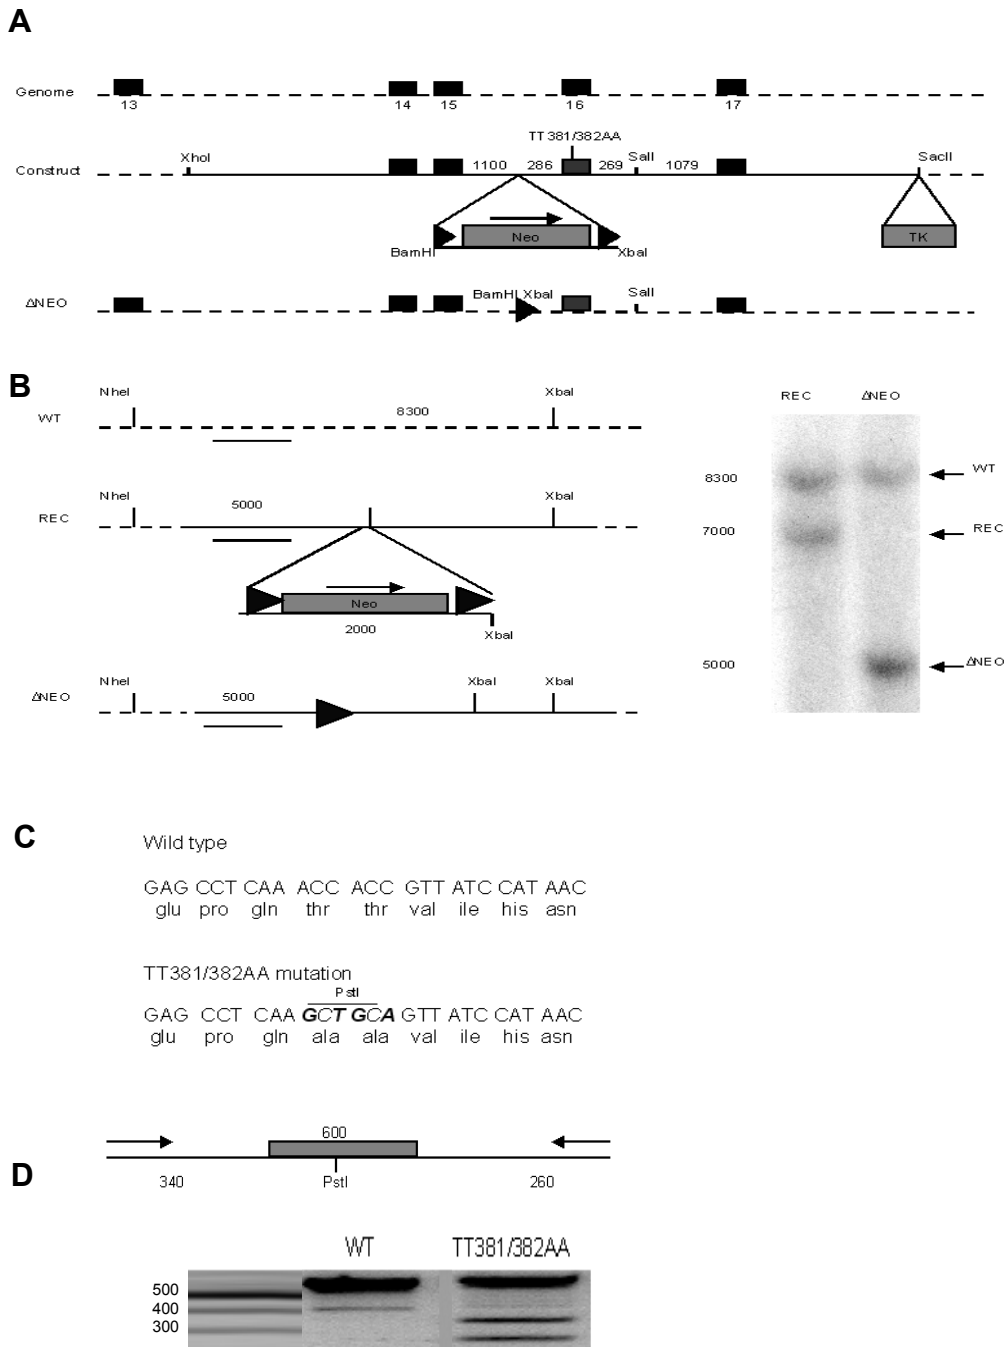 A
Genome
13 14 15 16 17
TT381/382AA
Construct XhoI 1100 286 269 SalI 1079 SacII
Neo TK
BamHI XbaI
ΔNEO BamHI XbaI SalI
B
NheI XbaI REC ΔNEO
WT 8300
8300 WT
NheI 5000 XbaI
REC
7000 REC
Neo
2000
XbaI
5000 ΔNEO
NheI XbaI XbaI
ΔNEO 5000
C
Wild type
GAG CCT CAA ACC ACC GTT ATC CAT AAC
glu pro gln thr thr val ile his asn
TT381/382AA mutation
PstI
GAG CCT CAA GCT GCA GTT ATC CAT AAC
glu pro gln ala ala val ile his asn
600
D
340 PstI 260
WT TT381/382AA
500
400
300